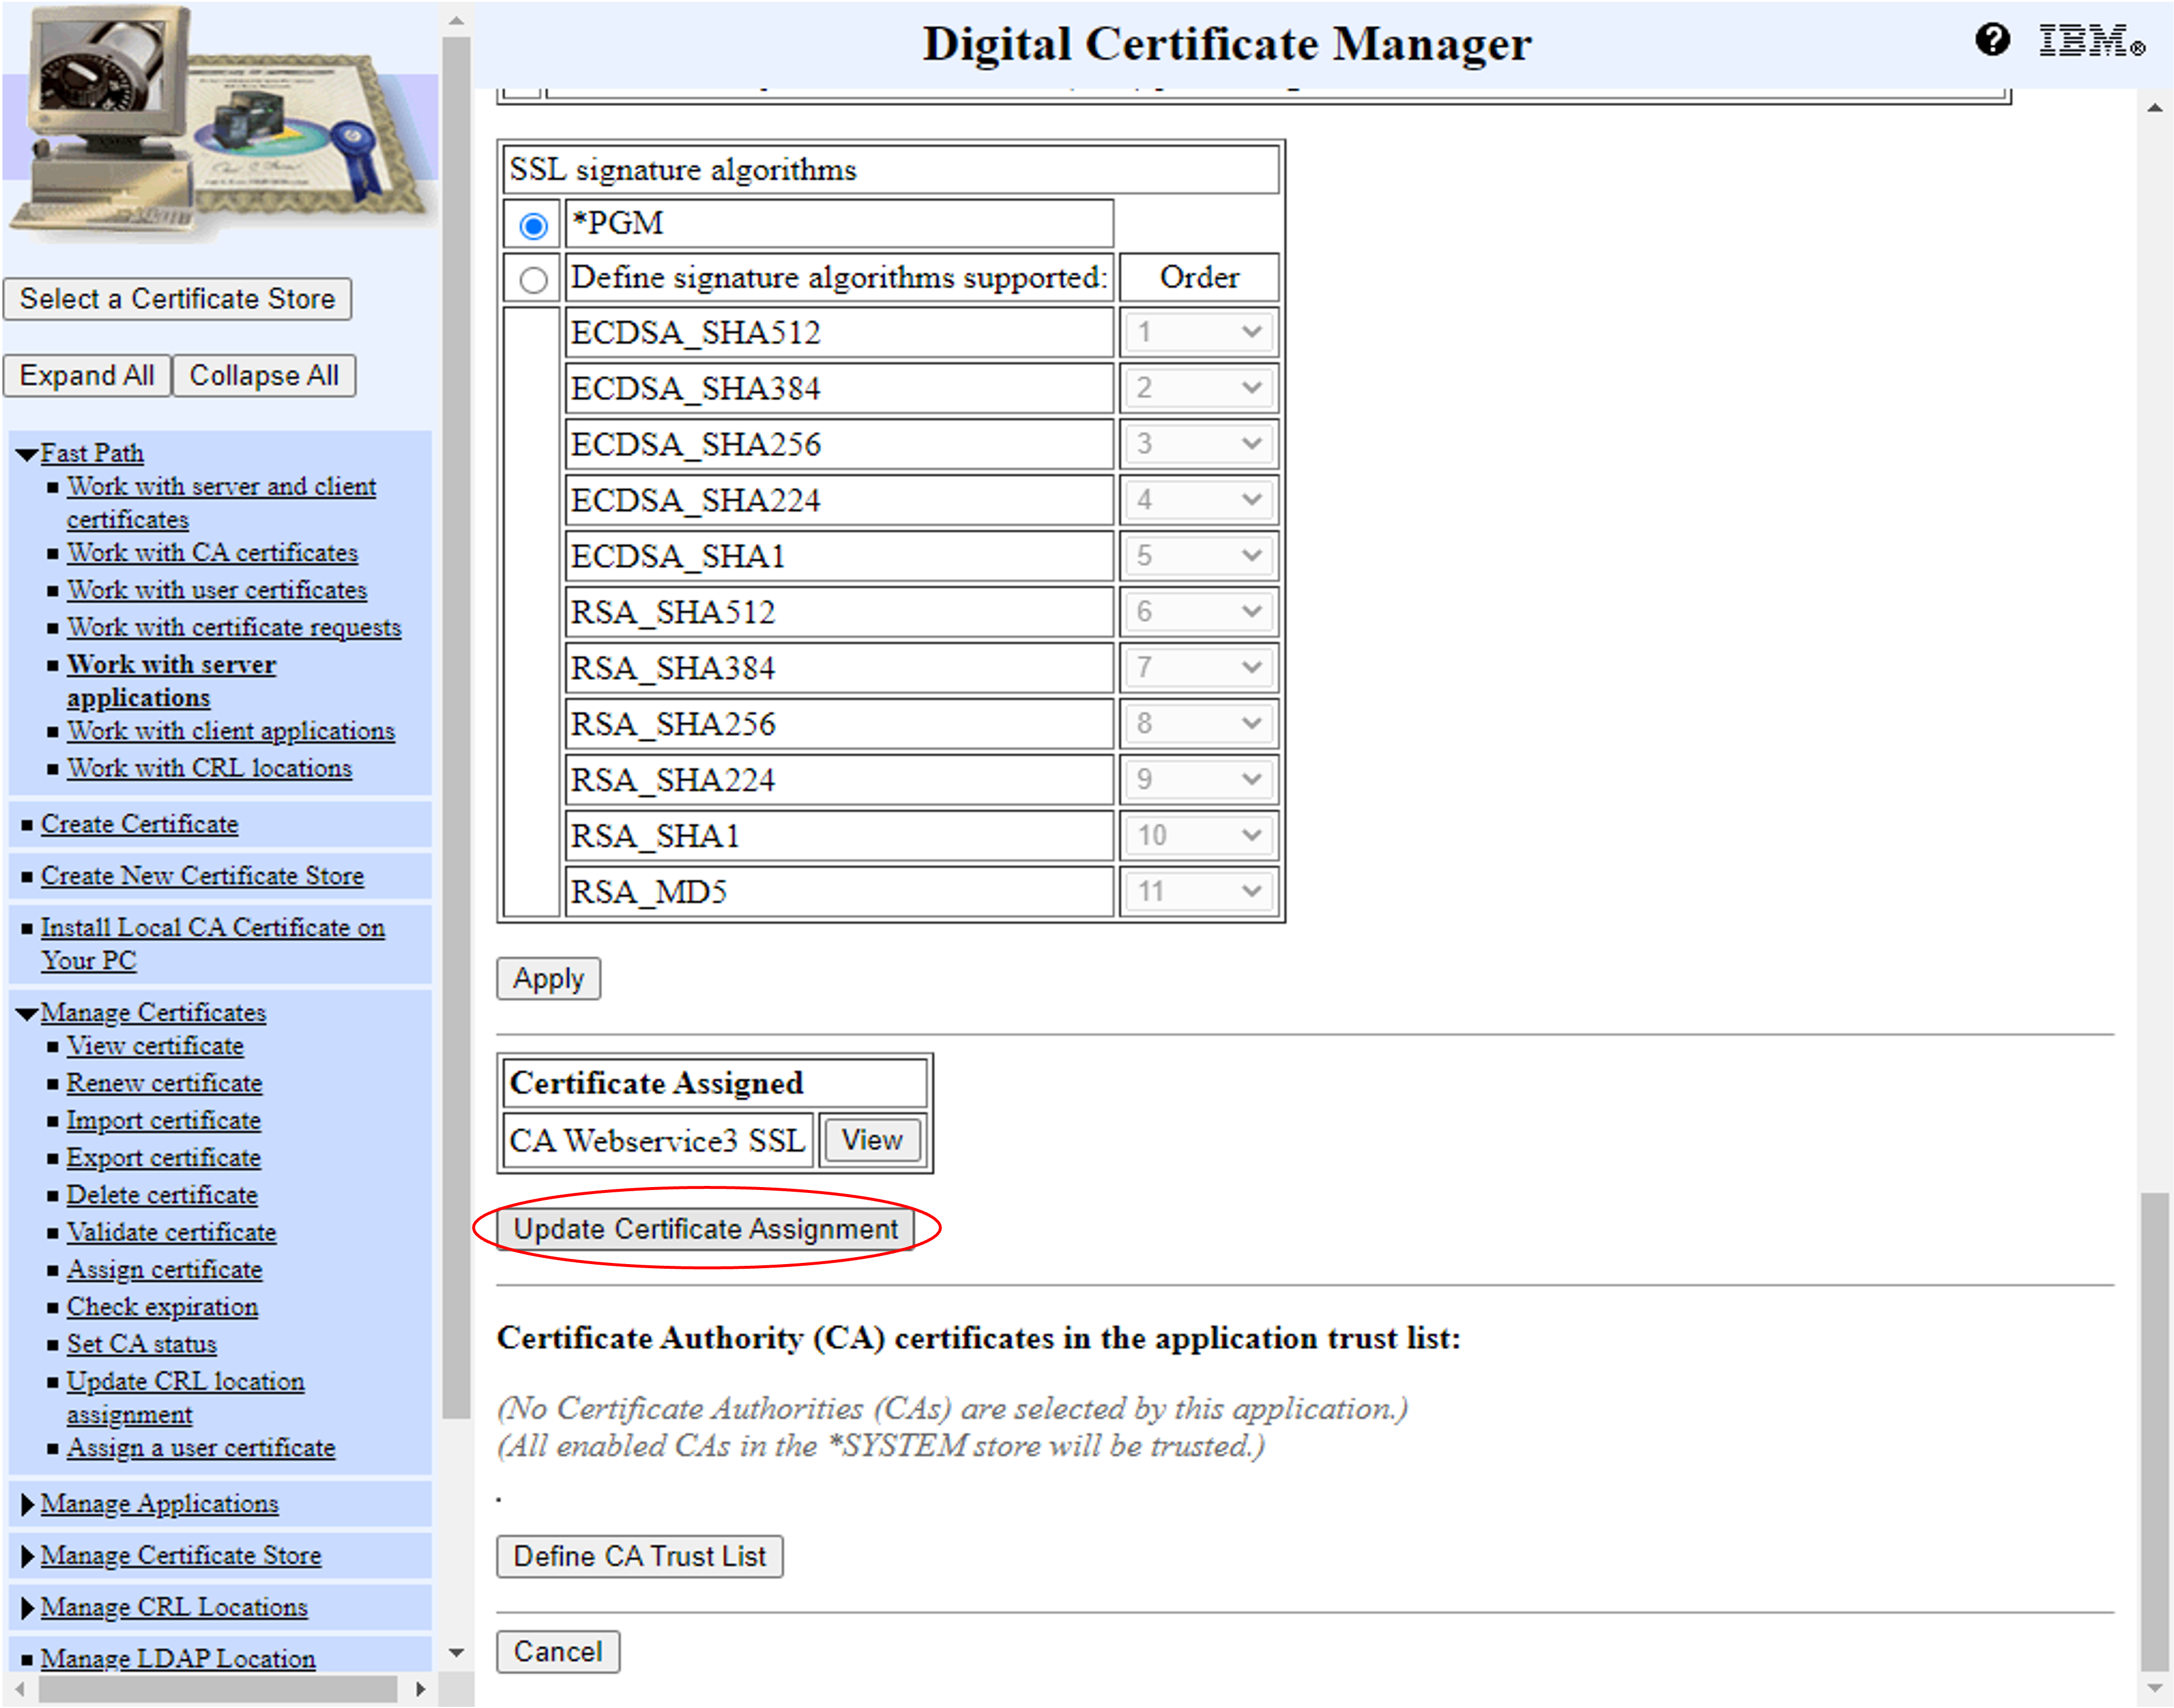 Digital Certificate Manager
?
IBM®
Select a Certificate Store
Expand All
Collapse All
Fast Path
Work with server and client
certificates
Work with CA certificates
Work with user certificates
Work with certificate requests
Work with server
applications
Work with client applications
Work with CRL locations
Create Certificate
Create New Certificate Store
Install Local CA Certificate on
Your PC
Manage Certificates
View certificate
Renew certificate
Import certificate
Export certificate
Delete certificate
Validate certificate
Assign certificate
Check expiration
Set CA status
Update CRL location
assignment
Assign a user certificate
Manage Applications
Manage Certificate Store
Manage CRL Locations
Manage LDAP Location
SSL signature algorithms
*PGM
Define signature algorithms supported: Order
ECDSA_SHA512 1
ECDSA_SHA384 2
ECDSA_SHA256 3
ECDSA_SHA224 4
ECDSA_SHA1 5
RSA_SHA512 6
RSA_SHA384 7
RSA_SHA256 8
RSA_SHA224 9
RSA_SHA1 10
RSA_MD5 11
Apply
Certificate Assigned
CA Webservice3 SSL View
Update Certificate Assignment
Certificate Authority (CA) certificates in the application trust list:
(No Certificate Authorities (CAs) are selected by this application.)
(All enabled CAs in the *SYSTEM store will be trusted.)
.
Define CA Trust List
Cancel